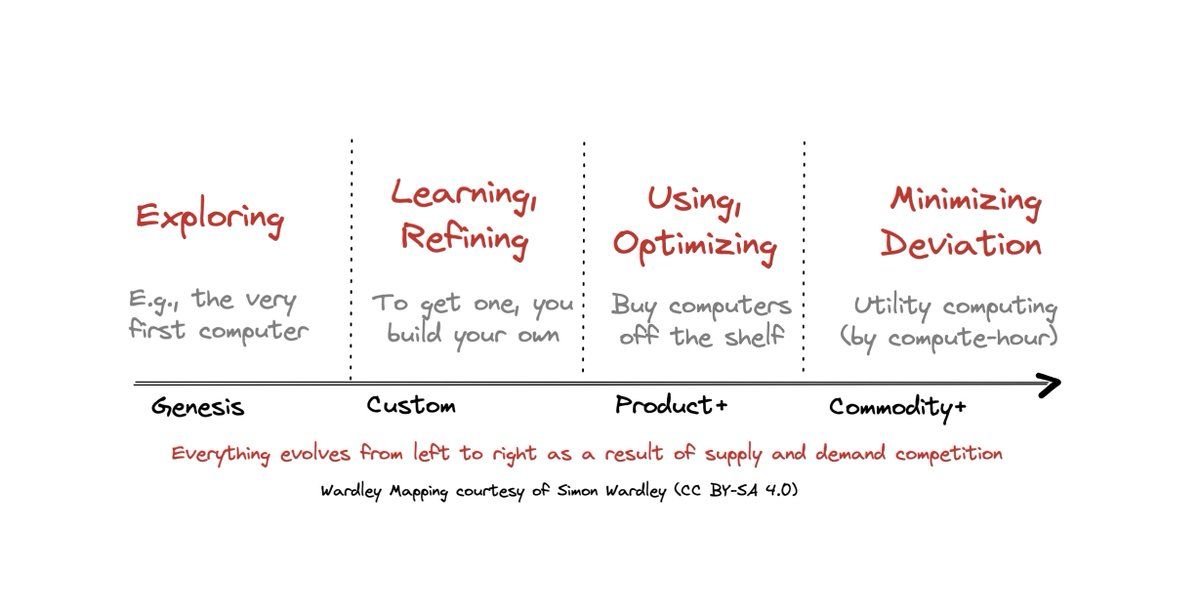 Exploring
Learning,
Refining
Using,
Optimizing
Minimizing
Deviation
E.g., the very
first computer
To get one, you
build your own
Buy computers
off the shelf
Utility computing
(by compute-hour)
Genesis
Custom
Product+
Commodity+
Everything evolves from left to right as a result of supply and demand competition
Wardley Mapping courtesy of Simon Wardley (CC BY-SA 4.0)